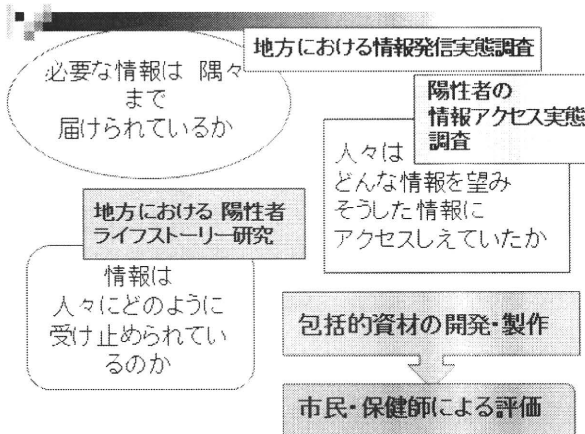 地方における情報発信実態調査
必要な情報は 隅々
まで
届けられているか
陽性者の
情報アクセス実態
調査
人々は
どんな情報を望み
そうした情報に
アクセスしえていたか
地方における 陽性者
ライフストーリー研究
情報は
人々にどのように
受け止められてい
るのか
包括的資材の開発・製作
市民・保健師による評価